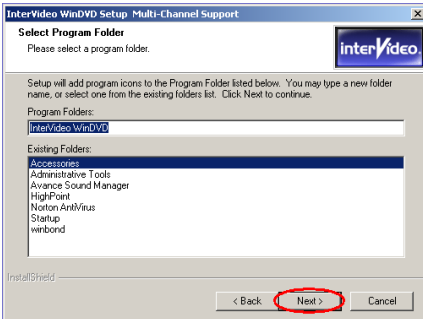 InterVideo WinDVD Setup  Multi-Channel Support
Select Program Folder
Please select a program folder.
InterVideo.
Setup will add program icons to the Program Folder listed below.  You may type a new folder
name, or select one from the existing folders list.  Click Next to continue.
Program Folders:
InterVideo WinDVD
Existing Folders:
Accessories
Administrative Tools
Avance Sound Manager
HighPoint
Norton AntiVirus
Startup
winbond
InstallShield
< Back
Next >
Cancel